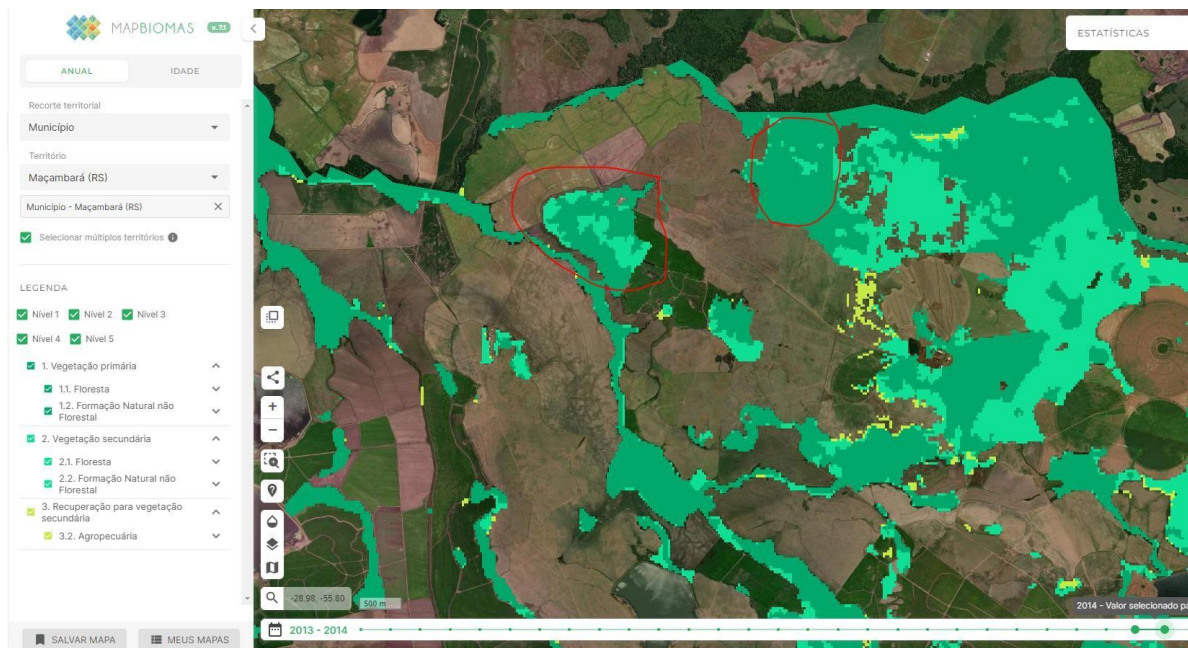 MAPBIOMAS v.7.1
ESTATÍSTICAS
ANUAL IDADE
Recorte territorial
Município
Território
Maçambará (RS)
Município - Maçambará (RS)
Selecionar múltiplos territórios
LEGENDA
Nível 1 Nível 2 Nível 3
Nível 4 Nível 5
1. Vegetação primária
1.1. Floresta
1.2. Formação Natural não
Florestal
2. Vegetação secundária
2.1. Floresta
2.2. Formação Natural não
Florestal
3. Recuperação para vegetação
secundária
3.2. Agropecuária
-28.98, -55.80
500 m
2014 - Valor selecionado pa
2013 - 2014
SALVAR MAPA MEUS MAPAS